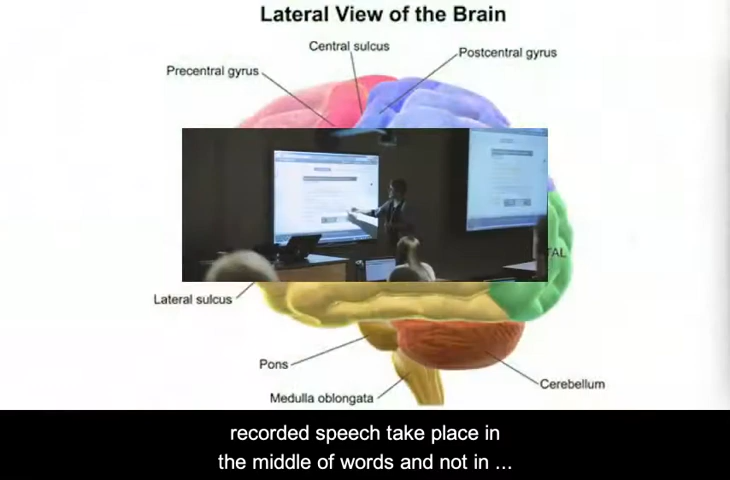 Lateral View of the Brain
Central sulcus
Postcentral gyrus
Precentral gyrus
TAL
Lateral sulcus
Pons
Cerebellum
Medulla oblongata
recorded speech take place in
the middle of words and not in ...